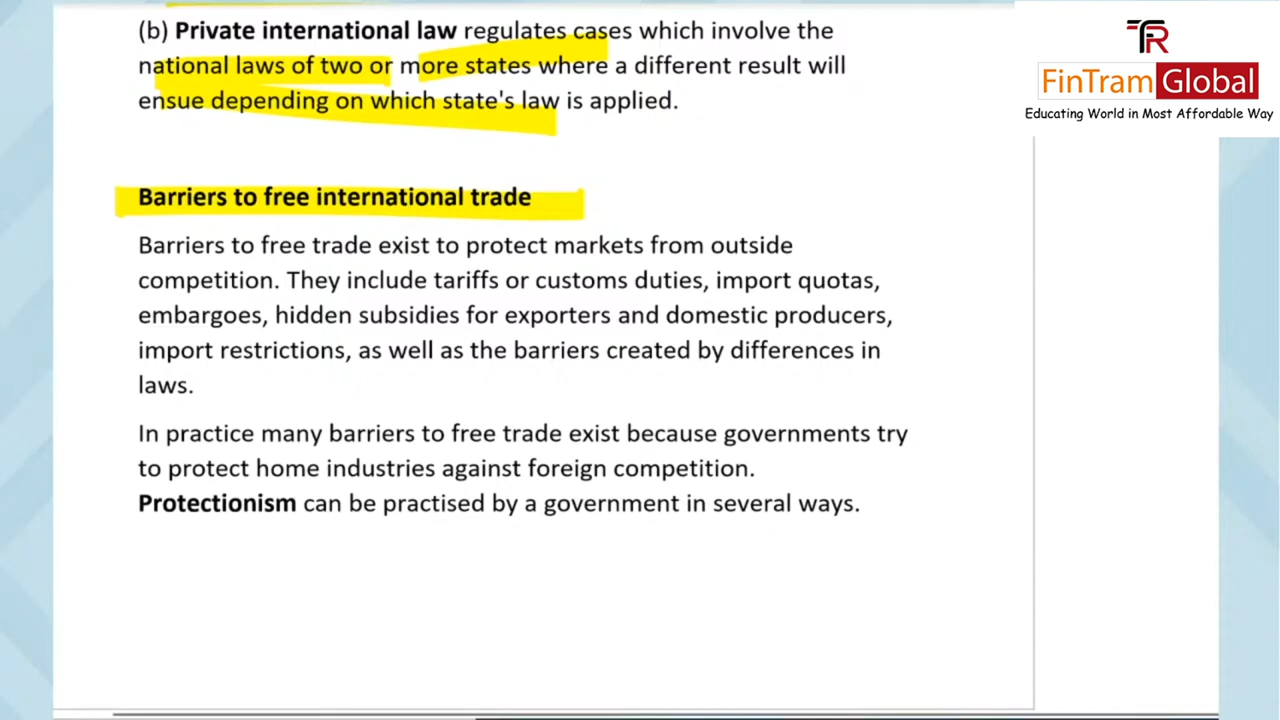 (b) Private international law regulates cases which involve the
national laws of two or more states where a different result will
ensue depending on which state's law is applied.
TR
FinTram Global
Educating World in Most Affordable Way
Barriers to free international trade
Barriers to free trade exist to protect markets from outside
competition. They include tariffs or customs duties, import quotas,
embargoes, hidden subsidies for exporters and domestic producers,
import restrictions, as well as the barriers created by differences in
laws.
In practice many barriers to free trade exist because governments try
to protect home industries against foreign competition.
Protectionism can be practised by a government in several ways.